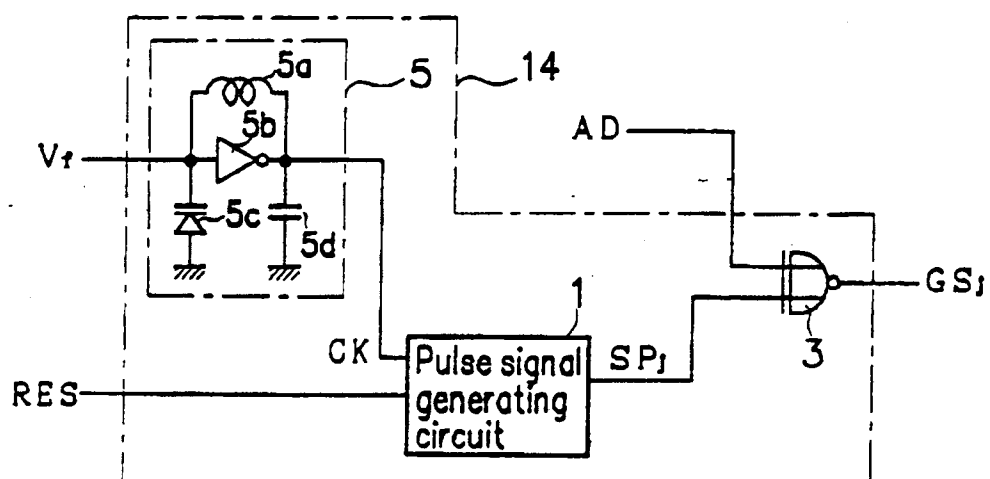 5a
5
14
5b
AD
Vf
5c
5d
GSj
1
3
CK
Pulse signal
generating
circuit
SPj
RES